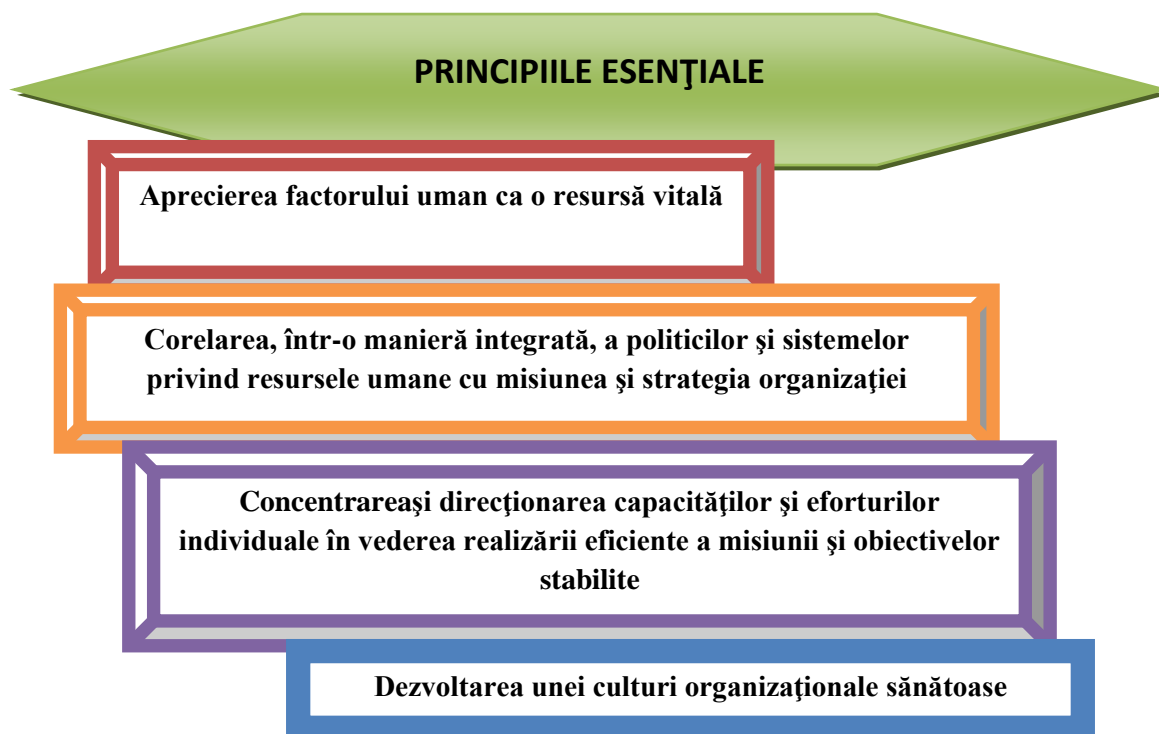 PRINCIPIILE ESENŢIALE
Aprecierea factorului uman ca o resursă vitală
Corelarea, într-o manieră integrată, a politicilor şi sistemelor
privind resursele umane cu misiunea şi strategia organizaţiei
Concentrareaşi direcţionarea capacităţilor şi eforturilor
individuale în vederea realizării eficiente a misiunii şi obiectivelor
stabilite
Dezvoltarea unei culturi organizaţionale sănătoase